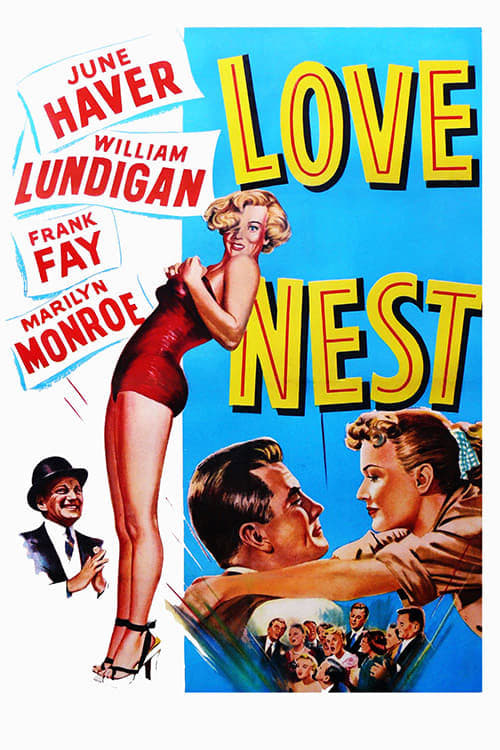 JUNE
HAVER
WILLIAM
LUNDIGAN
FRANK
FAY
MARILYN
MONROE
LOVE
NEST